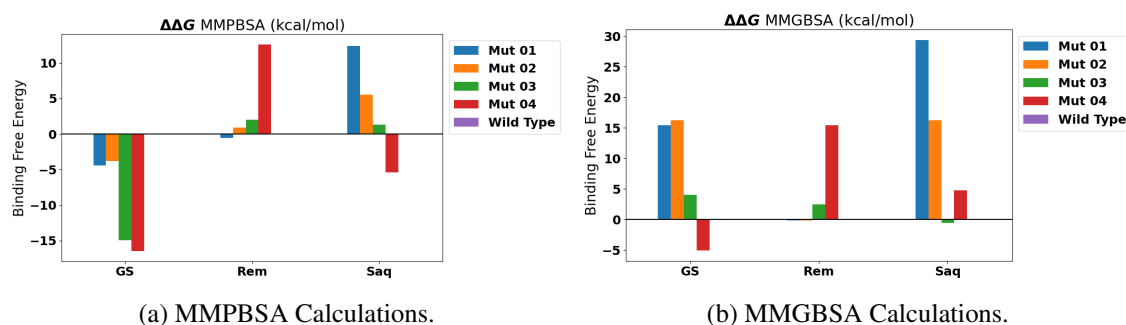 ΔΔG MMPBSA (kcal/mol)
Binding Free Energy
10
5
0
−5
−10
−15
GS Rem Saq
Mut 01
Mut 02
Mut 03
Mut 04
Wild Type
(a) MMPBSA Calculations.
ΔΔG MMGBSA (kcal/mol)
Binding Free Energy
30
25
20
15
10
5
0
−5
GS Rem Saq
Mut 01
Mut 02
Mut 03
Mut 04
Wild Type
(b) MMGBSA Calculations.